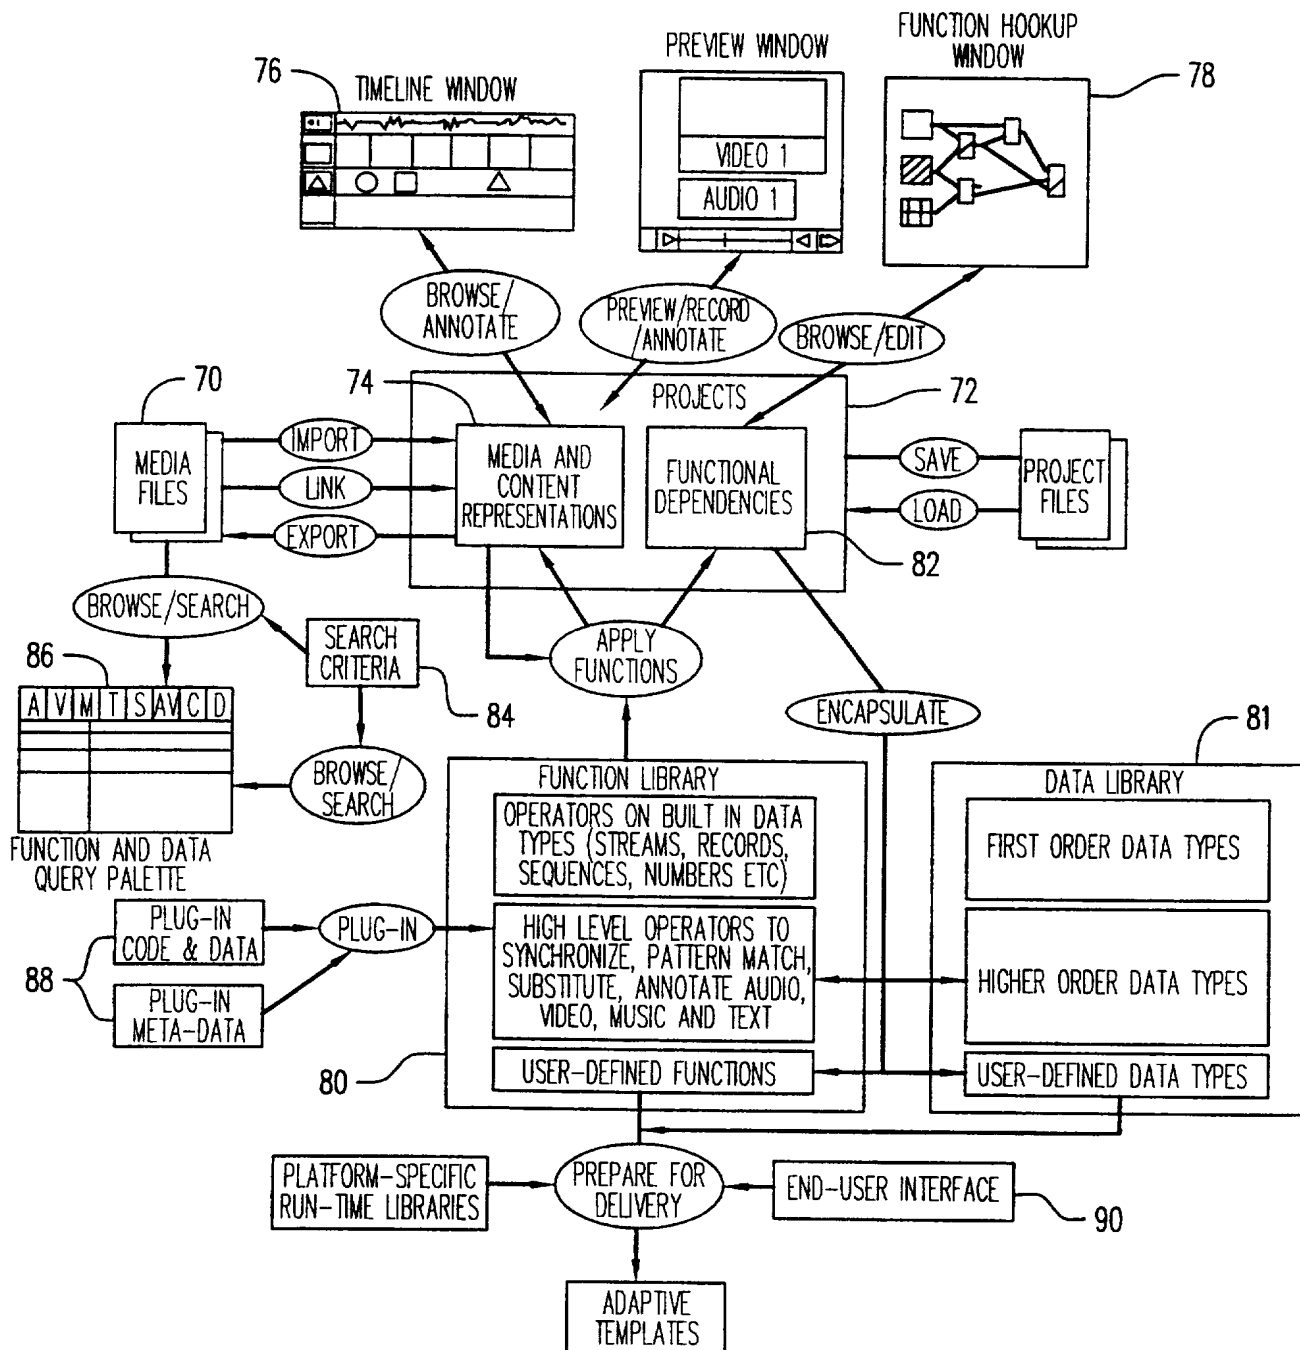 FUNCTION HOOKUP
WINDOW
PREVIEW WINDOW
76
TIMELINE WINDOW
78
VIDEO 1
AUDIO 1
BROWSE/
ANNOTATE
PREVIEW/RECORD
/ANNOTATE
BROWSE/EDIT
70
74
PROJECTS
72
MEDIA
FILES
IMPORT
LINK
EXPORT
MEDIA AND
CONTENT
REPRESENTATIONS
FUNCTIONAL
DEPENDENCIES
82
SAVE
LOAD
PROJECT
FILES
BROWSE/SEARCH
SEARCH
CRITERIA
84
APPLY
FUNCTIONS
86
A V M T S AV C D
BROWSE/
SEARCH
FUNCTION AND DATA
QUERY PALETTE
ENCAPSULATE
81
FUNCTION LIBRARY
OPERATORS ON BUILT IN DATA
TYPES (STREAMS, RECORDS,
SEQUENCES, NUMBERS ETC)
DATA LIBRARY
FIRST ORDER DATA TYPES
PLUG-IN
CODE & DATA
PLUG-IN
88
PLUG-IN
META-DATA
HIGH LEVEL OPERATORS TO
SYNCHRONIZE, PATTERN MATCH,
SUBSTITUTE, ANNOTATE AUDIO,
VIDEO, MUSIC AND TEXT
HIGHER ORDER DATA TYPES
80
USER-DEFINED FUNCTIONS
USER-DEFINED DATA TYPES
PLATFORM-SPECIFIC
RUN-TIME LIBRARIES
PREPARE FOR
DELIVERY
END-USER INTERFACE
90
ADAPTIVE
TEMPLATES